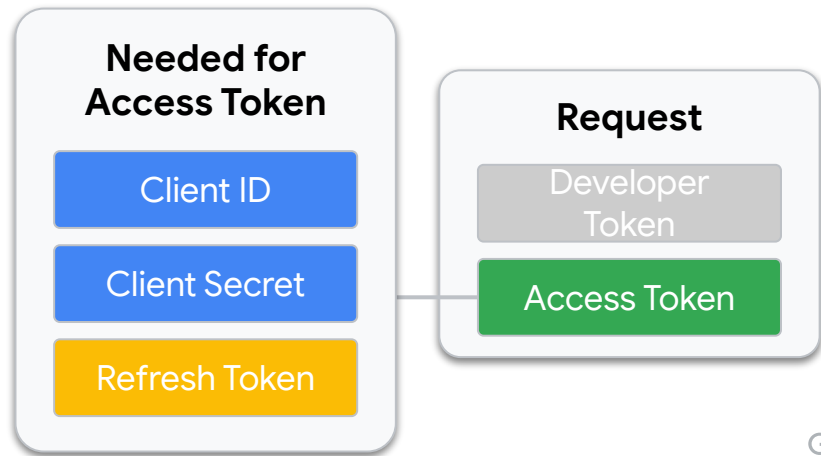 Needed for
Access Token
Client ID
Client Secret
Refresh Token
Request
Developer
Token
Access Token